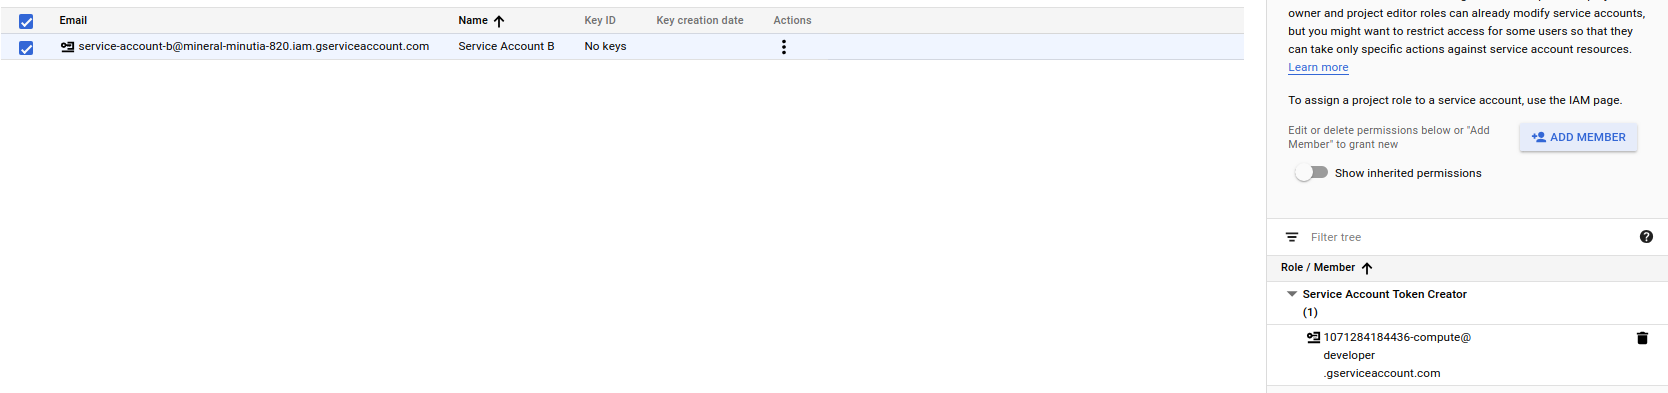 Email Name Key ID Key creation date Actions
service-account-b@mineral-minutia-820.iam.gserviceaccount.com Service Account B No keys
owner and project editor roles can already modify service accounts,
but you might want to restrict access for some users so that they
can take only specific actions against service account resources.
Learn more
To assign a project role to a service account, use the IAM page.
Edit or delete permissions below or "Add
Member" to grant new
ADD MEMBER
Show inherited permissions
Filter tree
Role / Member
Service Account Token Creator
(1)
1071284184436-compute@
developer
.gserviceaccount.com